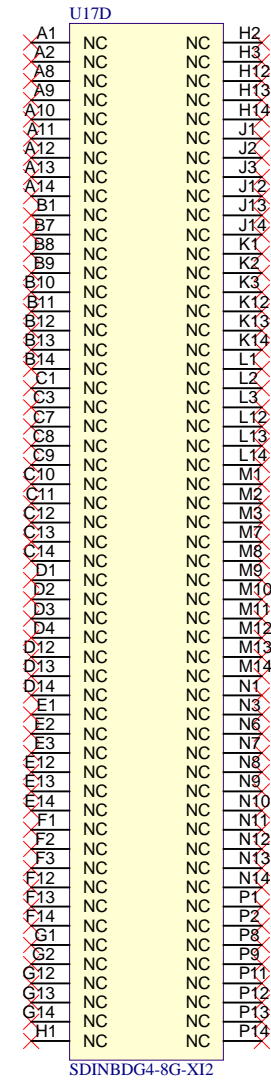 U17D
A1 NC NC H2
A2 NC NC H3
A8 NC NC H12
A9 NC NC H13
A10 NC NC H14
A11 NC NC J1
A12 NC NC J2
A13 NC NC J3
A14 NC NC J12
B1 NC NC J13
B7 NC NC J14
B8 NC NC K1
B9 NC NC K2
B10 NC NC K3
B11 NC NC K12
B12 NC NC K13
B13 NC NC K14
B14 NC NC L1
C1 NC NC L2
C3 NC NC L3
C7 NC NC L12
C8 NC NC L13
C9 NC NC L14
C10 NC NC M1
C11 NC NC M2
C12 NC NC M3
C13 NC NC M7
C14 NC NC M8
D1 NC NC M9
D2 NC NC M10
D3 NC NC M11
D4 NC NC M12
D12 NC NC M13
D13 NC NC M14
D14 NC NC N1
E1 NC NC N3
E2 NC NC N6
E3 NC NC N7
E12 NC NC N8
E13 NC NC N9
E14 NC NC N10
F1 NC NC N11
F2 NC NC N12
F3 NC NC N13
F12 NC NC N14
F13 NC NC P1
F14 NC NC P2
G1 NC NC P8
G2 NC NC P9
G12 NC NC P11
G13 NC NC P12
G14 NC NC P13
H1 NC NC P14
SDINBDG4-8G-XI2